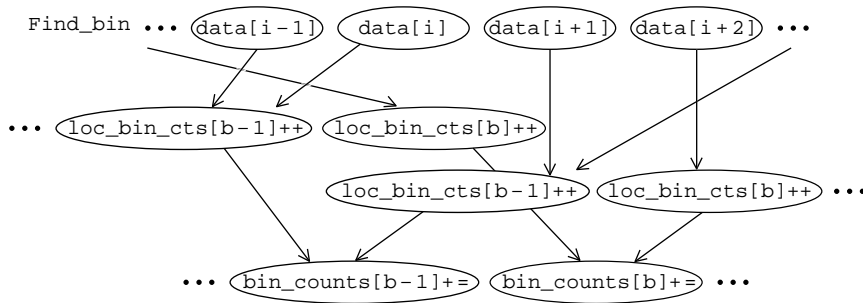 Find_bin ••• data[i-1] data[i] data[i+1] data[i+2] •••
••• loc_bin_cts[b-1]++ loc_bin_cts[b]++
loc_bin_cts[b-1]++ loc_bin_cts[b]++ •••
••• bin_counts[b-1]+= bin_counts[b]+= •••